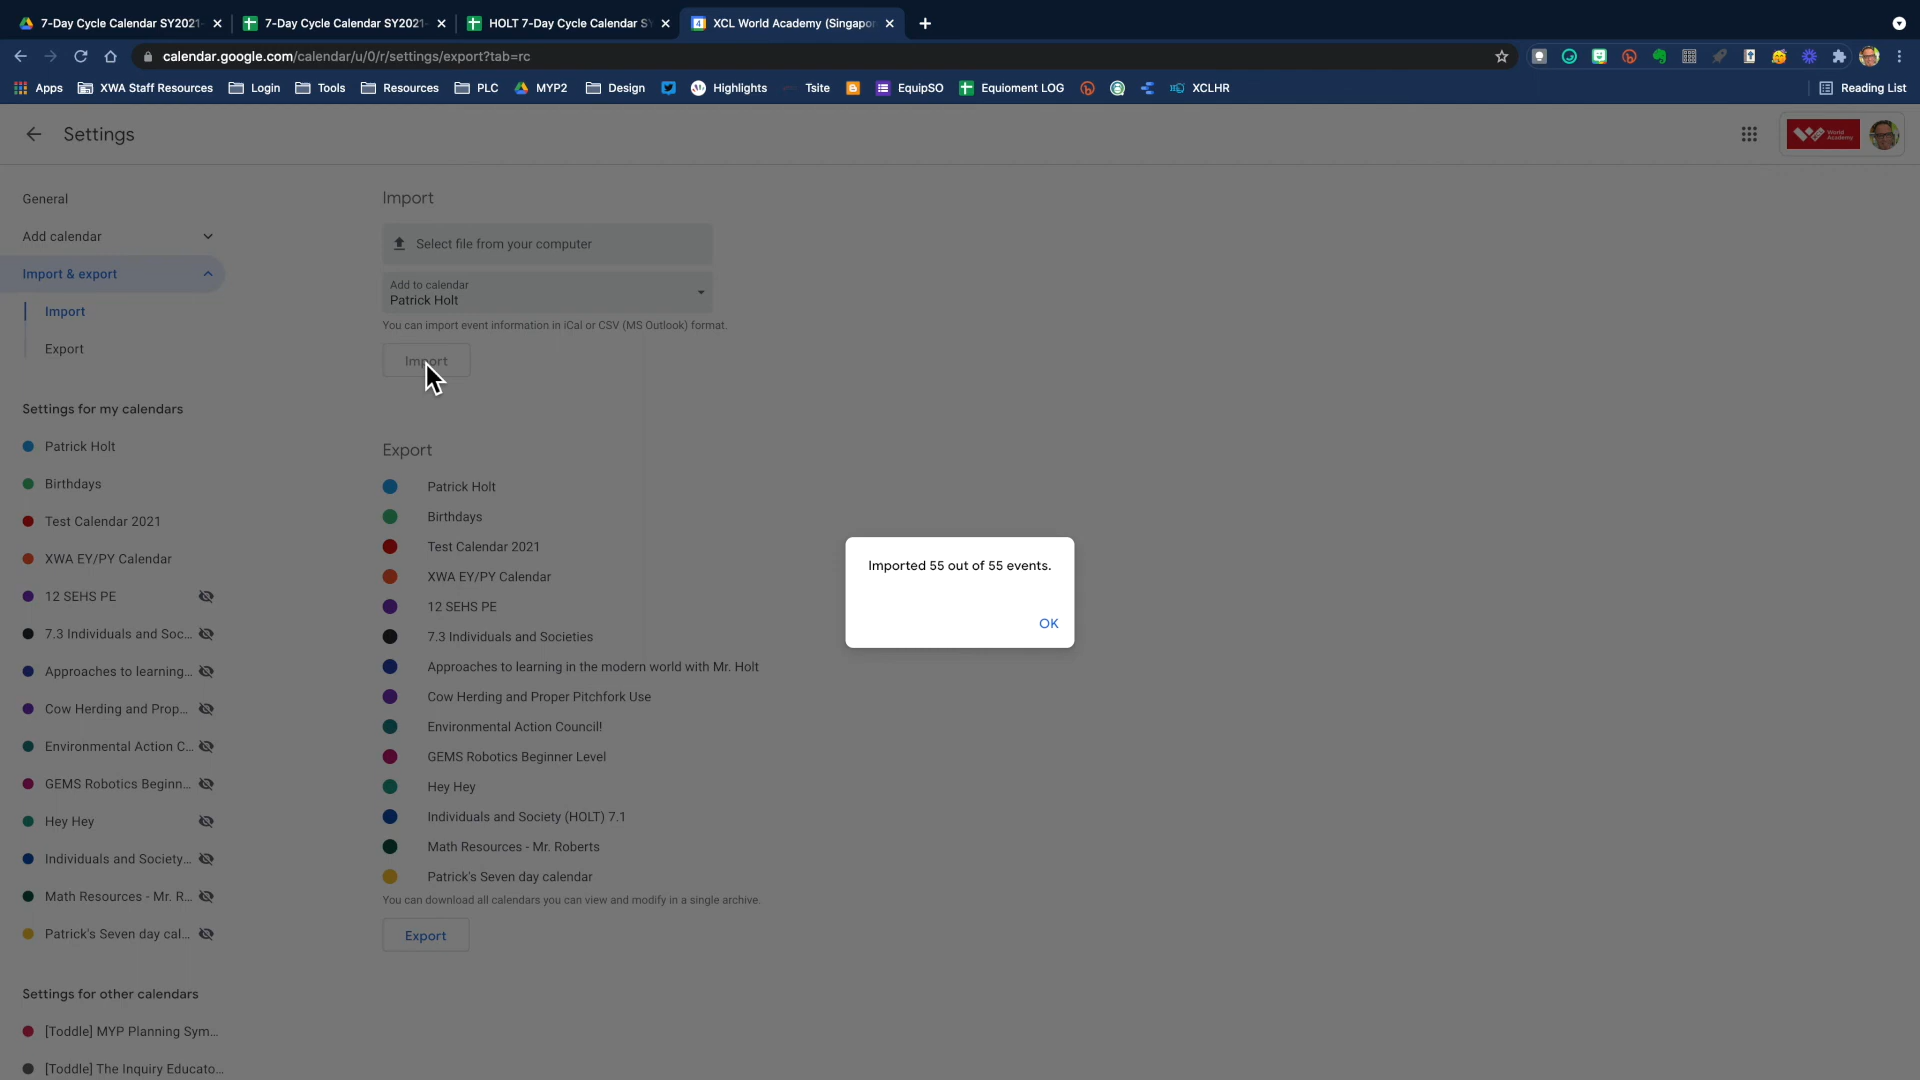 7-Day Cycle Calendar SY2021-
7-Day Cycle Calendar SY2021-
HOLT 7-Day Cycle Calendar SY
XCL World Academy (Singapor
calendar.google.com/calendar/u/0/r/settings/export?tab=rc
Apps
XWA Staff Resources
Login
Tools
Resources
PLC
MYP2
Design
Highlights
Tsite
EquipSO
Equioment LOG
XCLHR
Reading List
Settings
World
Academy
General
Add calendar
Import & export
Import
Export
Settings for my calendars
Patrick Holt
Birthdays
Test Calendar 2021
XWA EY/PY Calendar
12 SEHS PE
7.3 Individuals and Soc...
Approaches to learning...
Cow Herding and Prop...
Environmental Action C...
GEMS Robotics Beginn...
Hey Hey
Individuals and Society...
Math Resources - Mr. R...
Patrick's Seven day cal...
Settings for other calendars
[Toddle] MYP Planning Sym...
[Toddle] The Inquiry Educato...
Import
Select file from your computer
Add to calendar
Patrick Holt
You can import event information in iCal or CSV (MS Outlook) format.
Import
Export
Patrick Holt
Birthdays
Test Calendar 2021
XWA EY/PY Calendar
12 SEHS PE
7.3 Individuals and Societies
Approaches to learning in the modern world with Mr. Holt
Cow Herding and Proper Pitchfork Use
Environmental Action Council!
GEMS Robotics Beginner Level
Hey Hey
Individuals and Society (HOLT) 7.1
Math Resources - Mr. Roberts
Patrick's Seven day calendar
You can download all calendars you can view and modify in a single archive.
Export
Imported 55 out of 55 events.
OK